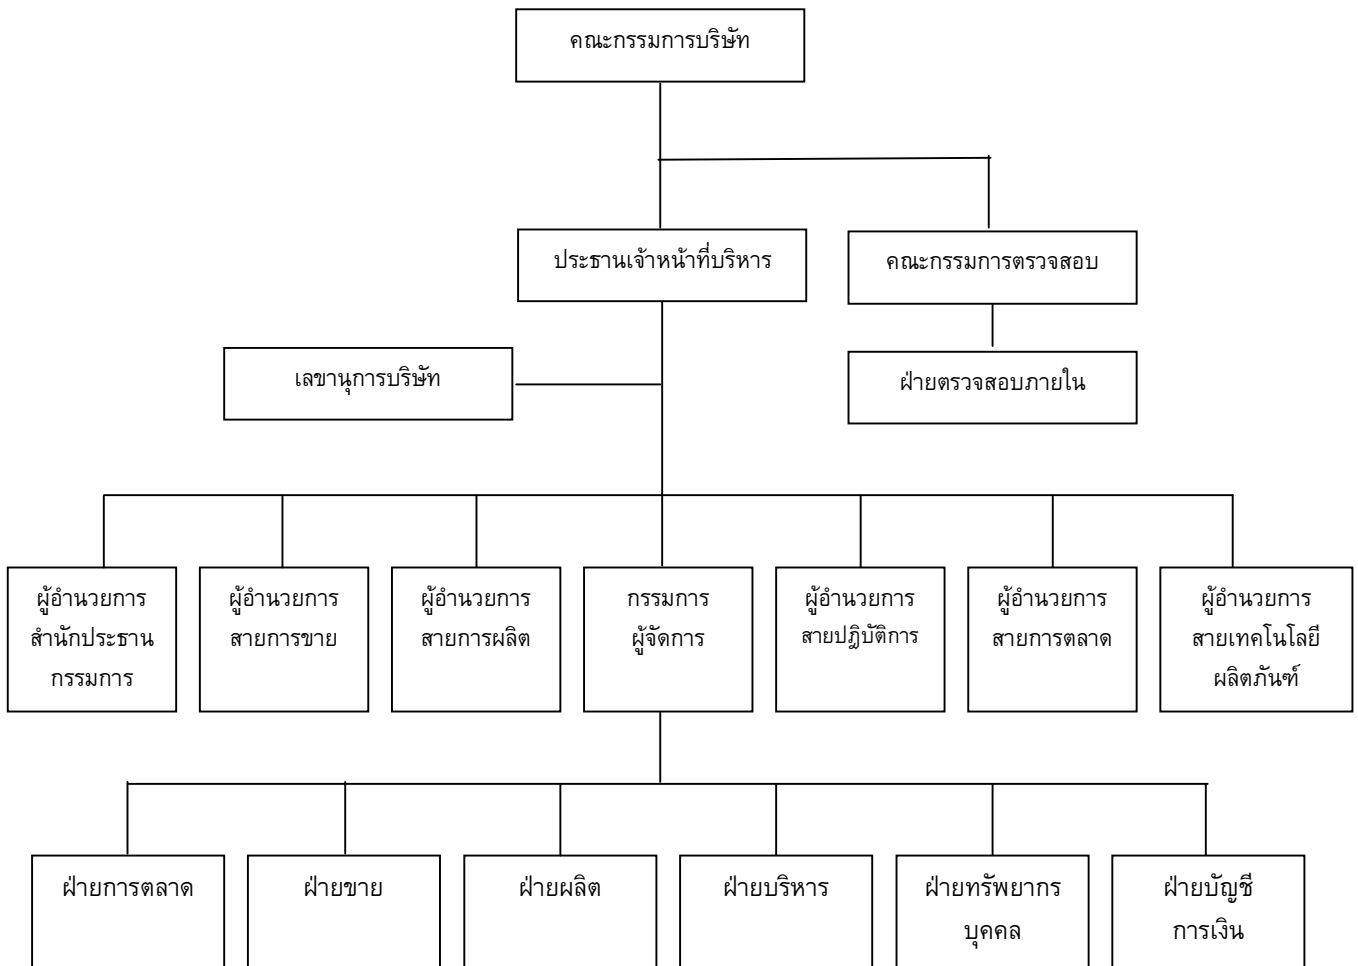 คณะกรรมการบริษัท
ประธานเจ้าหน้าที่บริหาร
คณะกรรมการตรวจสอบ
เลขานุการบริษัท
ฝ่ายตรวจสอบภายใน
ผู้อำนวยการ
สำนักประธาน
กรรมการ
ผู้อำนวยการ
สายการขาย
ผู้อำนวยการ
สายการผลิต
กรรมการ
ผู้จัดการ
ผู้อำนวยการ
สายปฎิบัติการ
ผู้อำนวยการ
สายการตลาด
ผู้อำนวยการ
สายเทคโนโลยี
ผลิตภันฑ์
ฝ่ายการตลาด
ฝ่ายขาย
ฝ่ายผลิต
ฝ่ายบริหาร
ฝ่ายทรัพยากร
บุคคล
ฝ่ายบัญชี
การเงิน